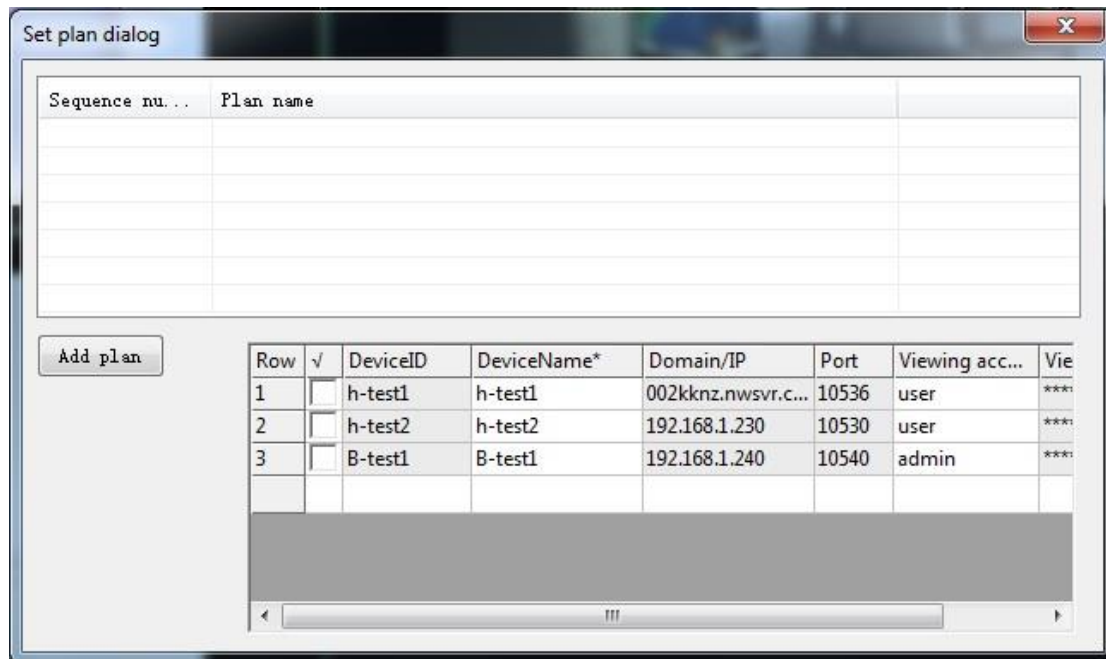 Set plan dialog
Sequence nu... Plan name
Add plan
Row √ DeviceID DeviceName* Domain/IP Port Viewing acc... Vie
1 h-test1 h-test1 002kknz.nwsvr.c... 10536 user ***
2 h-test2 h-test2 192.168.1.230 10530 user ***
3 B-test1 B-test1 192.168.1.240 10540 admin ***